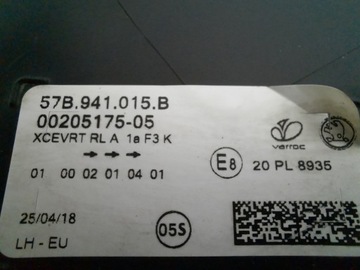 57B.941.015.B
00205175-05
XCEVRT RL A 1a F3 K
varroc
E8 20 PL 8935
01 00 02 01 04 01
25/04/18
05S
LH - EU